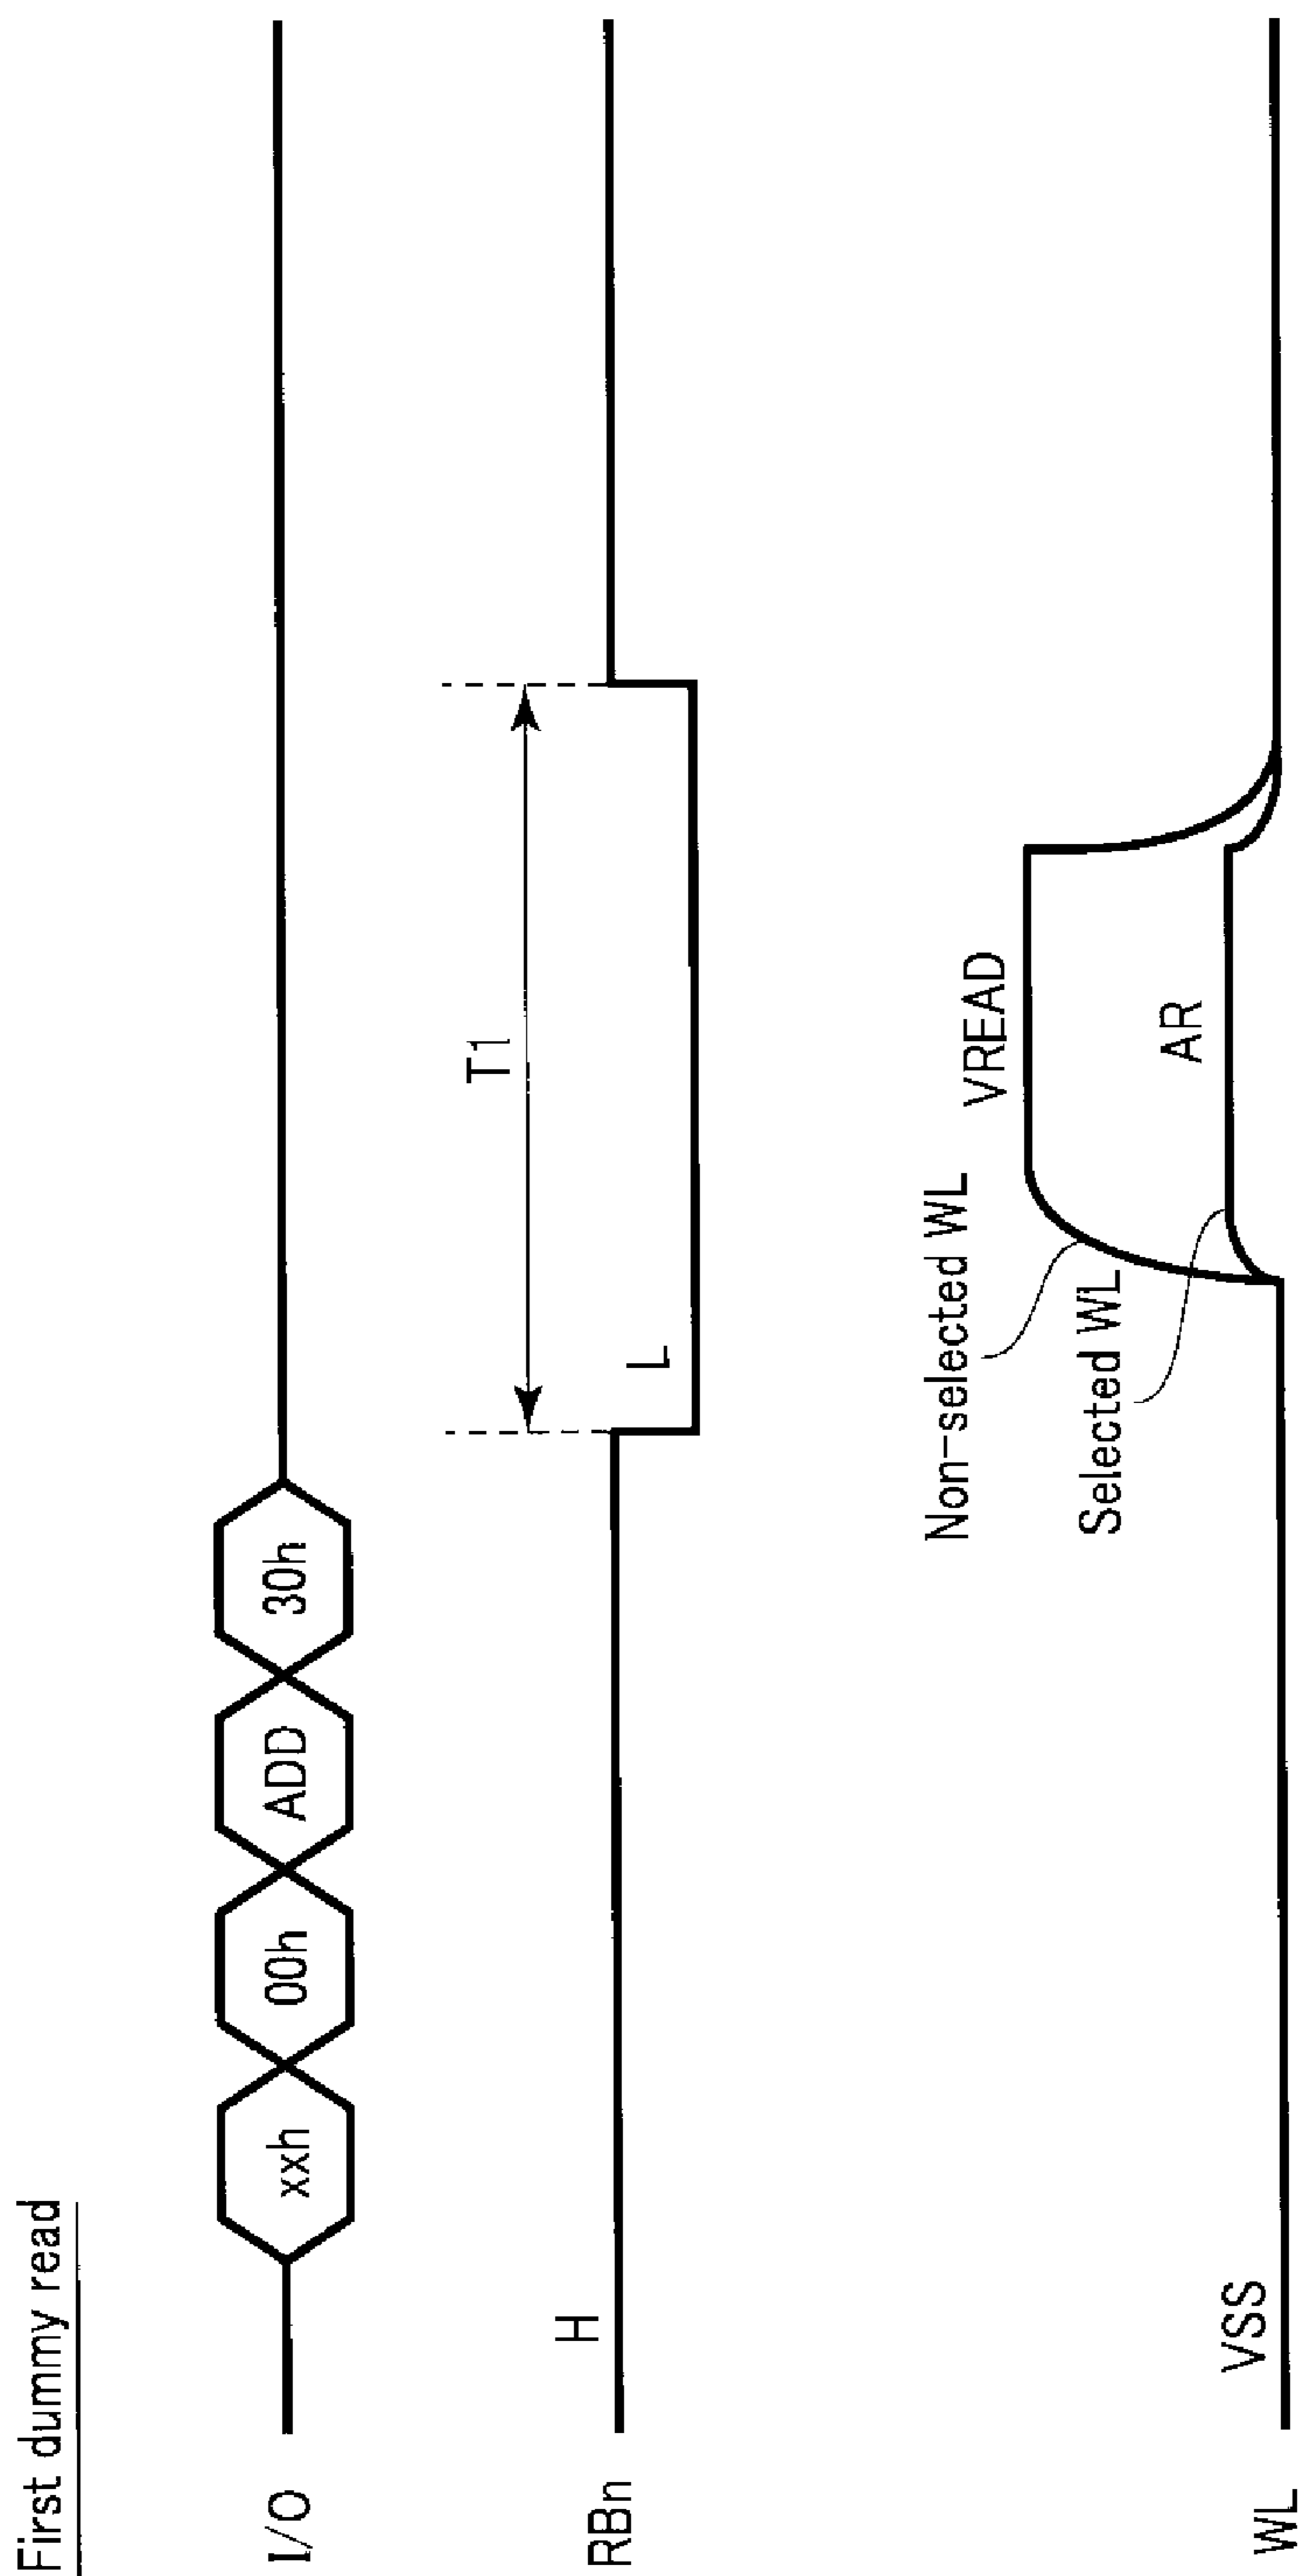 First dummy read
I/O
xxh
00h
ADD
30h
RBn
H
L
T1
WL
VSS
Non-selected WL
Selected WL
VREAD
AR